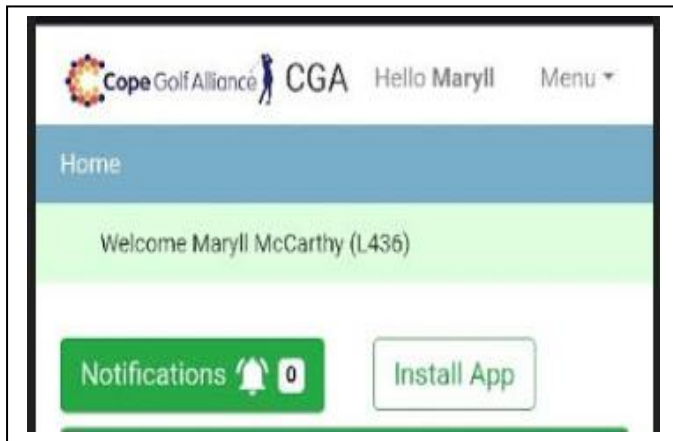 Cope Golf Alliance CGA Hello Maryll Menu
Home
Welcome Maryll McCarthy (L436)
Notifications 0 Install App